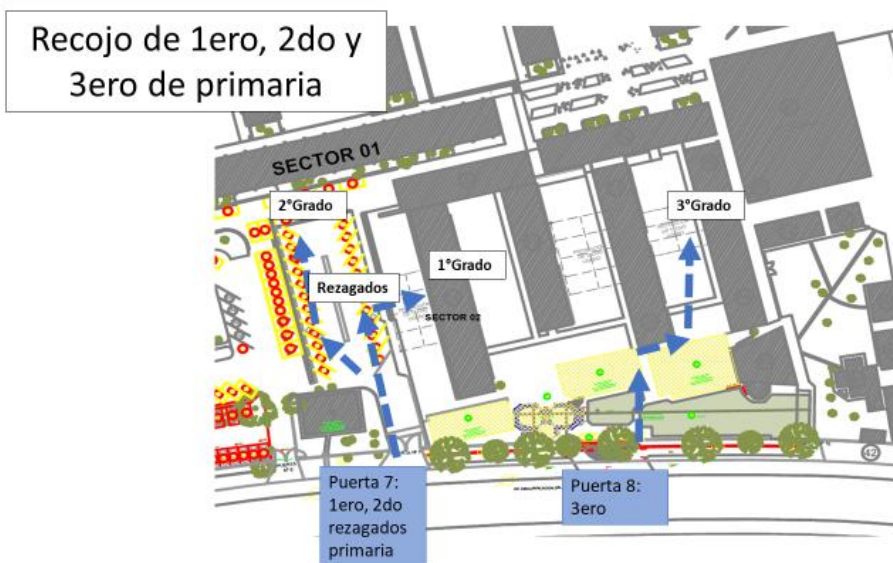 Recojo de 1ero, 2do y
3ero de primaria
SECTOR 01
2°Grado
3°Grado
1°Grado
Rezagados
SECTOR 02
Puerta 7:
1ero, 2do
rezagados
primaria
Puerta 8:
3ero
42